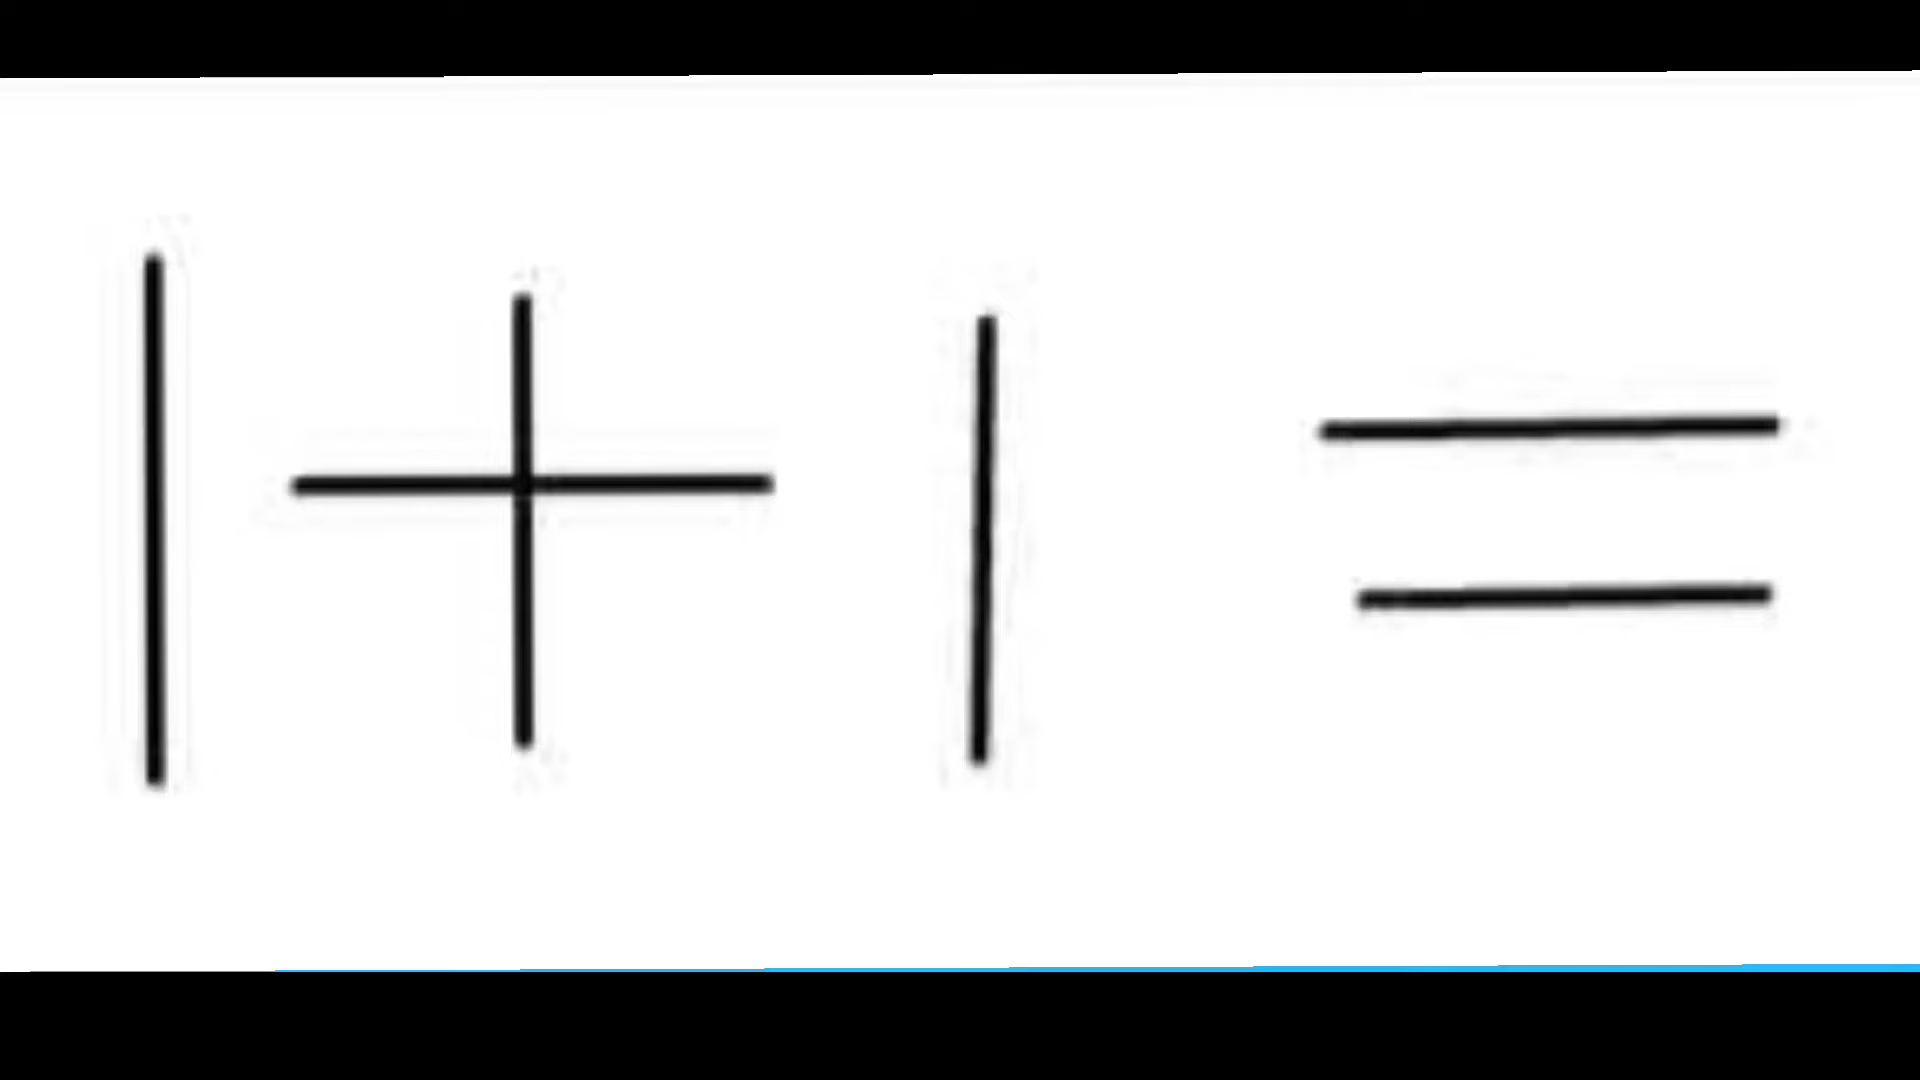 1 + 1 =